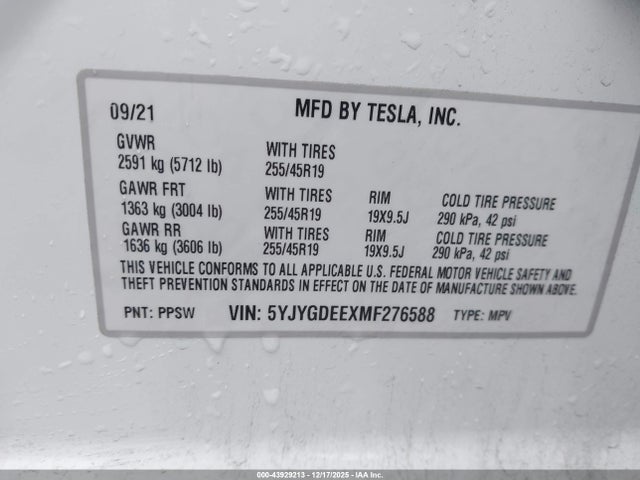 09/21 MFD BY TESLA, INC.
GVWR WITH TIRES
2591 kg (5712 lb) 255/45R19
GAWR FRT WITH TIRES RIM COLD TIRE PRESSURE
1363 kg (3004 lb) 255/45R19 19X9.5J 290 kPa, 42 psi
GAWR RR WITH TIRES RIM COLD TIRE PRESSURE
1636 kg (3606 lb) 255/45R19 19X9.5J 290 kPa, 42 psi
THIS VEHICLE CONFORMS TO ALL APPLICABLE U.S. FEDERAL MOTOR VEHICLE SAFETY AND
THEFT PREVENTION STANDARDS IN EFFECT ON THE DATE OF MANUFACTURE SHOWN ABOVE.
PNT: PPSW VIN: 5YJYGDEEXMF276588 TYPE: MPV
000-43929213 - 12/17/2025 - IAA Inc.